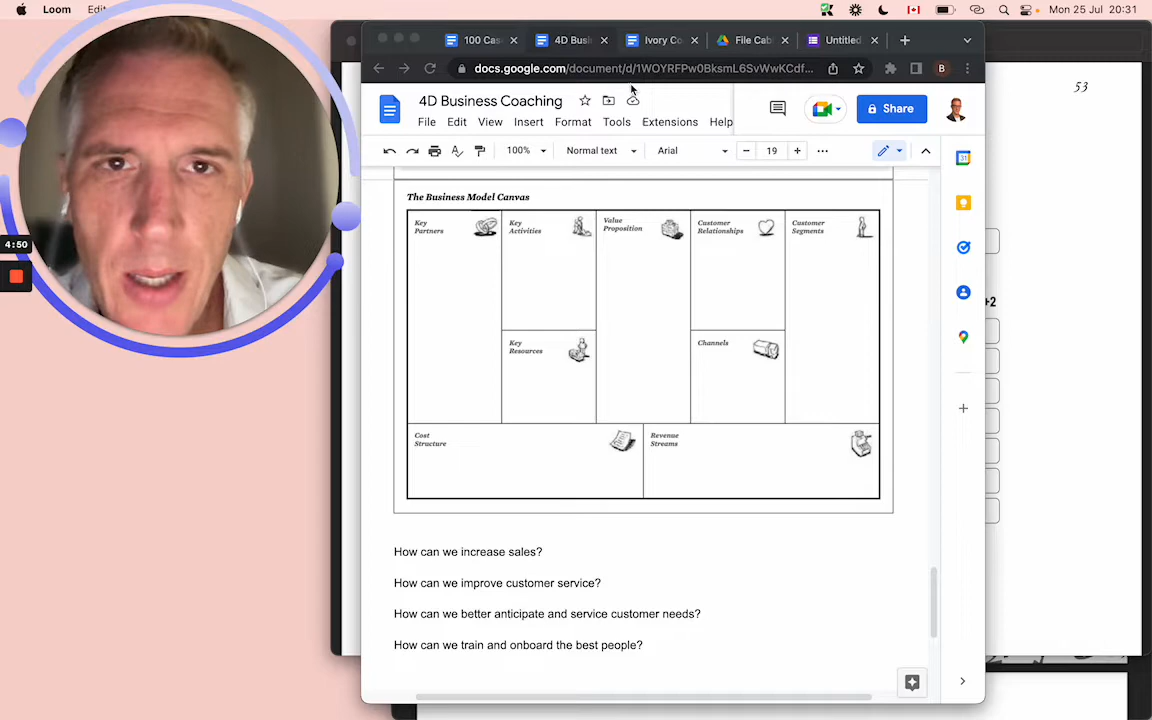 Loom Edi Mon 25 Jul 20:31
100 Cas 4D Busi Ivory Co File Cab Untitled
docs.google.com/document/d/1WOYRFPw0BksmL6SvWwKCdf... B
53
4D Business Coaching
Share
File Edit View Insert Format Tools Extensions Help
100% Normal text Arial 19
31
The Business Model Canvas
Key
Partners
Key
Activities
Value
Proposition
Customer
Relationships
Customer
Segments
4:50
+2
Key
Resources
Channels
Cost
Structure
Revenue
Streams
How can we increase sales?
How can we improve customer service?
How can we better anticipate and service customer needs?
How can we train and onboard the best people?